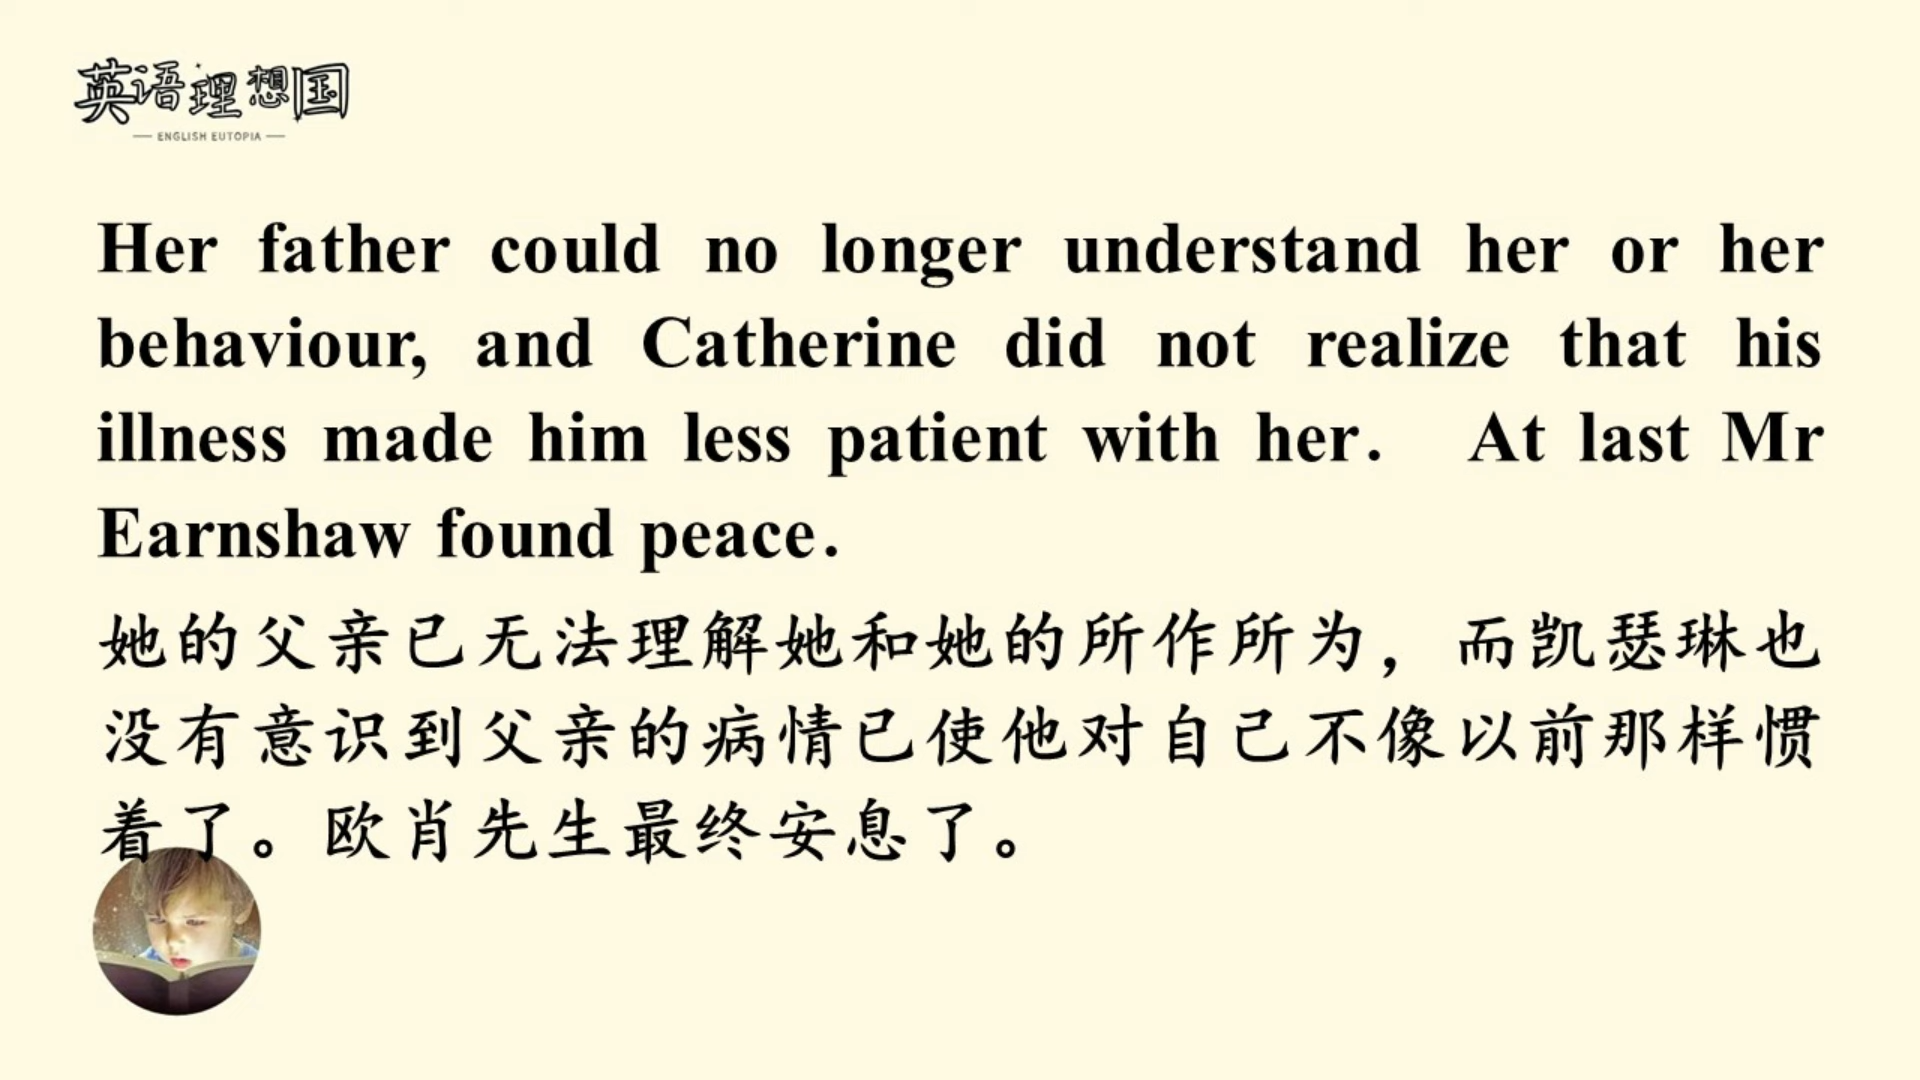 英语理想国
ENGLISH EUTOPIA
Her father could no longer understand her or her
behaviour, and Catherine did not realize that his
illness made him less patient with her. At last Mr
Earnshaw found peace.
她的父亲已无法理解她和她的所作所为，而凯瑟琳也
没有意识到父亲的病情已使他对自己不像以前那样惯
着了。欧肖先生最终安息了。